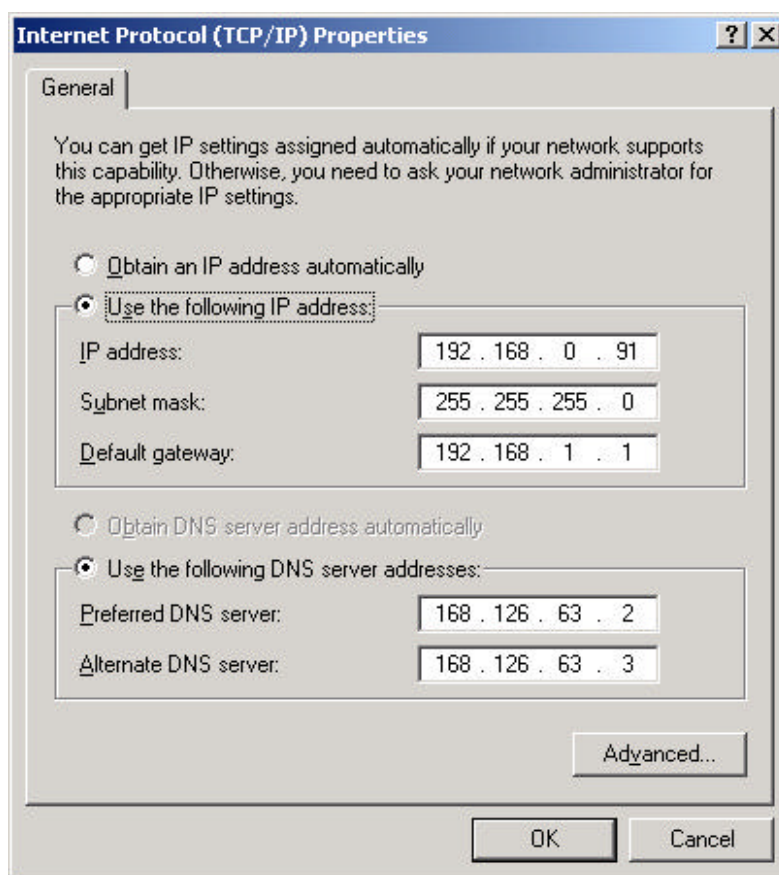 Internet Protocol (TCP/IP) Properties
General
You can get IP settings assigned automatically if your network supports
this capability. Otherwise, you need to ask your network administrator for
the appropriate IP settings.
Obtain an IP address automatically
Use the following IP address:
IP address: 192 . 168 . 0 . 91
Subnet mask: 255 . 255 . 255 . 0
Default gateway: 192 . 168 . 1 . 1
Obtain DNS server address automatically
Use the following DNS server addresses:
Preferred DNS server: 168 . 126 . 63 . 2
Alternate DNS server: 168 . 126 . 63 . 3
Advanced...
OK Cancel